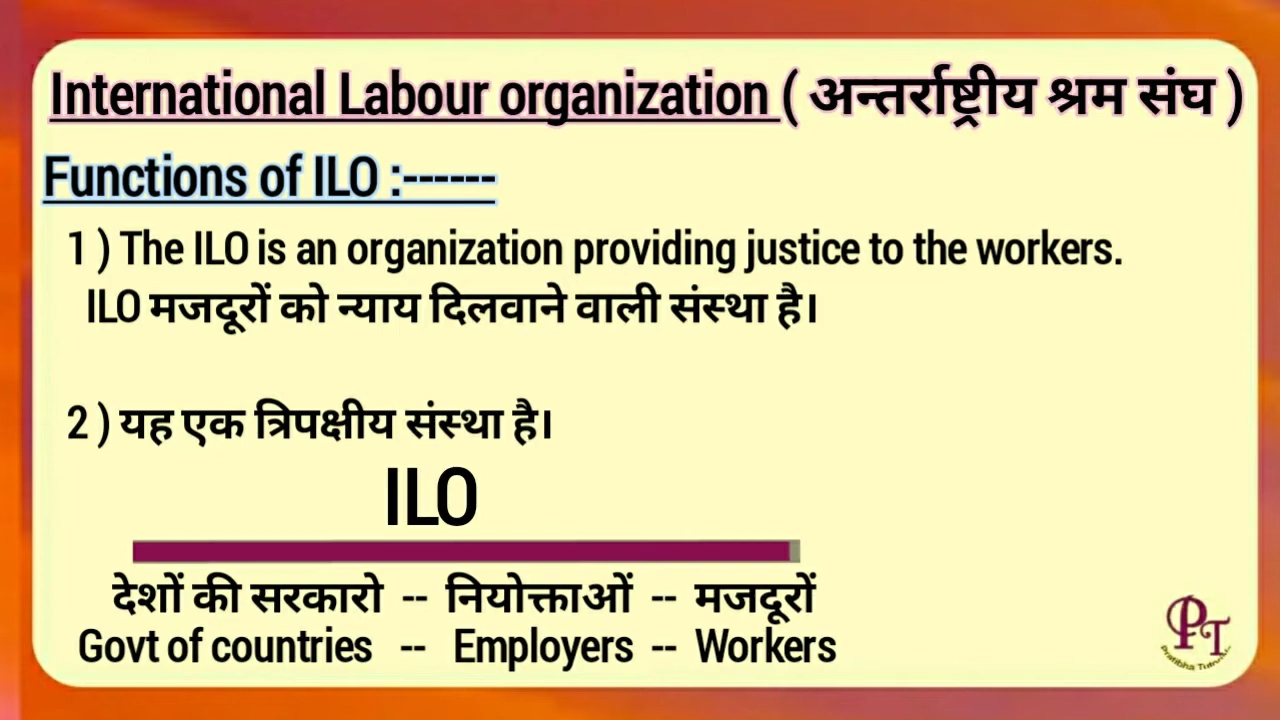 International Labour organization ( अन्तर्राष्ट्रीय श्रम संघ )
Functions of ILO :------
1 ) The ILO is an organization providing justice to the workers.
ILO मजदूरों को न्याय दिलवाने वाली संस्था है।
2 ) यह एक त्रिपक्षीय संस्था है।
ILO
देशों की सरकारो -- नियोक्ताओं -- मजदूरों
Govt of countries -- Employers -- Workers
PT
Pratibha